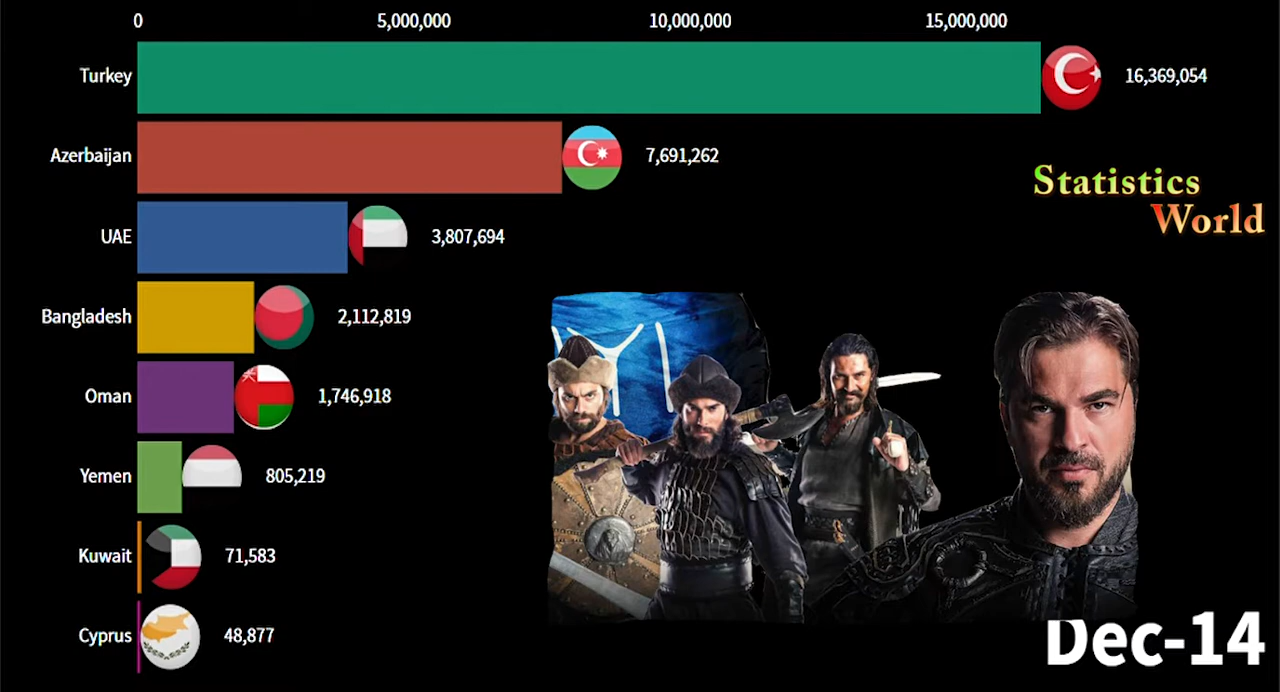 0 5,000,000 10,000,000 15,000,000
Turkey 16,369,054
Azerbaijan 7,691,262
Statistics
World
UAE 3,807,694
Bangladesh 2,112,819
Oman 1,746,918
Yemen 805,219
Kuwait 71,583
Cyprus 48,877
Dec-14